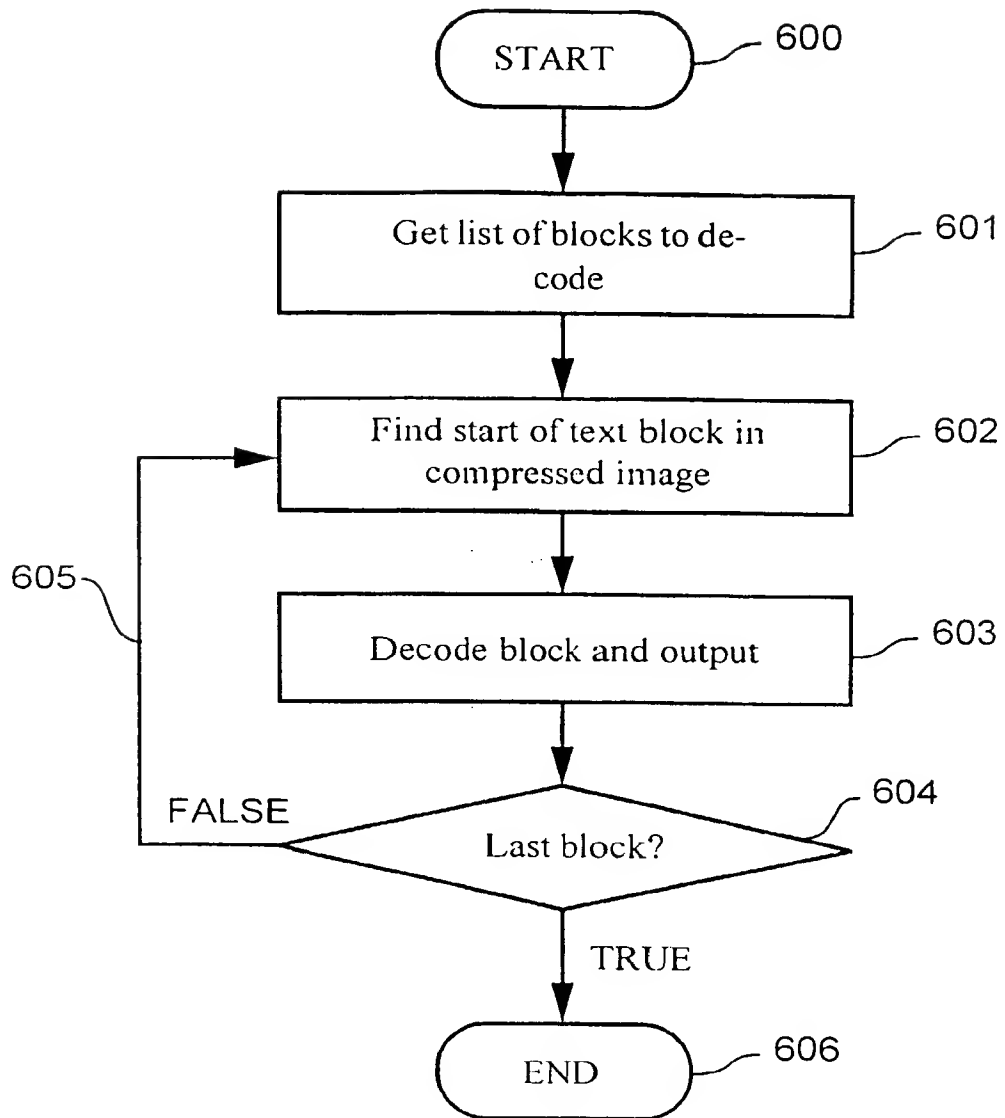 START
600
Get list of blocks to de-
code
601
Find start of text block in
compressed image
602
605
Decode block and output
603
FALSE
Last block?
604
TRUE
END
606